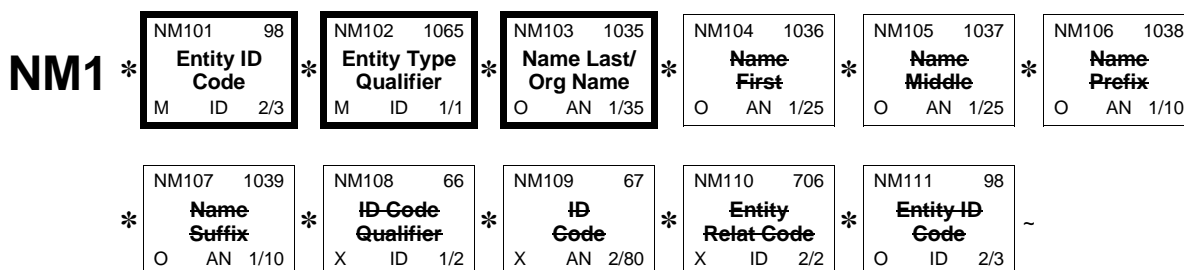 NM101 98 NM102 1065 NM103 1035 NM104 1036 NM105 1037 NM106 1038
NM1 * Entity ID Code * Entity Type Qualifier * Name Last/ Org Name * Name First * Name Middle * Name Prefix
M ID 2/3 M ID 1/1 O AN 1/35 O AN 1/25 O AN 1/25 O AN 1/10
NM107 1039 NM108 66 NM109 67 NM110 706 NM111 98
* Name Suffix * ID Code Qualifier * ID Code * Entity Relat Code * Entity ID Code ~
O AN 1/10 X ID 1/2 X AN 2/80 X ID 2/2 O ID 2/3